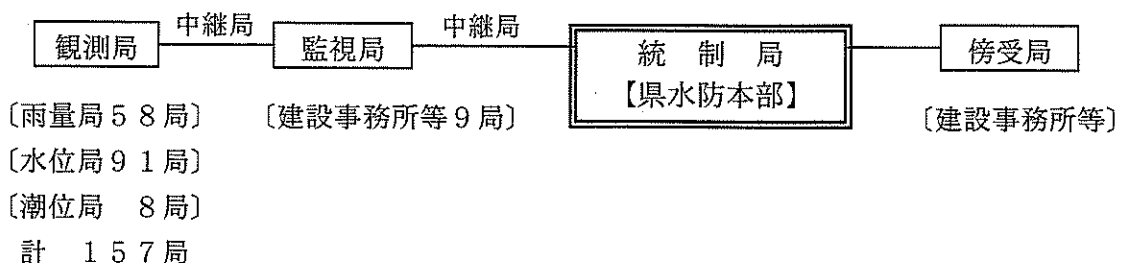 中継局 中継局
観測局 監視局 統制局 傍受局
【県水防本部】
〔雨量局58局〕 〔建設事務所等9局〕 〔建設事務所等〕
〔水位局91局〕
〔潮位局 8局〕
計 157局